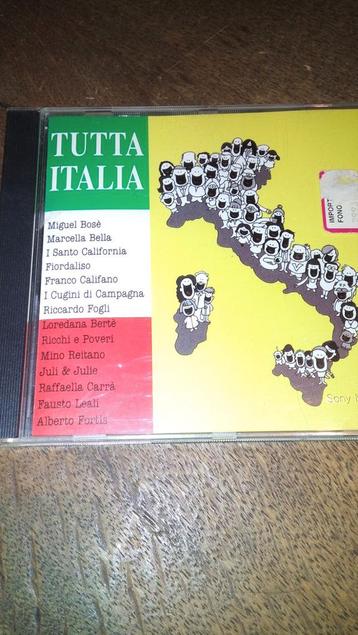 TUTTA
ITALIA
Miguel Bosè
Marcella Bella
I Santo California
Fiordaliso
Franco Califano
I Cugini di Campagna
Riccardo Fogli
Loredana Bertè
Ricchi e Poveri
Mino Reitano
Juli & Julie
Raffaella Carrà
Fausto Leali
Alberto Fortis
IMPORT
FONO
Sony